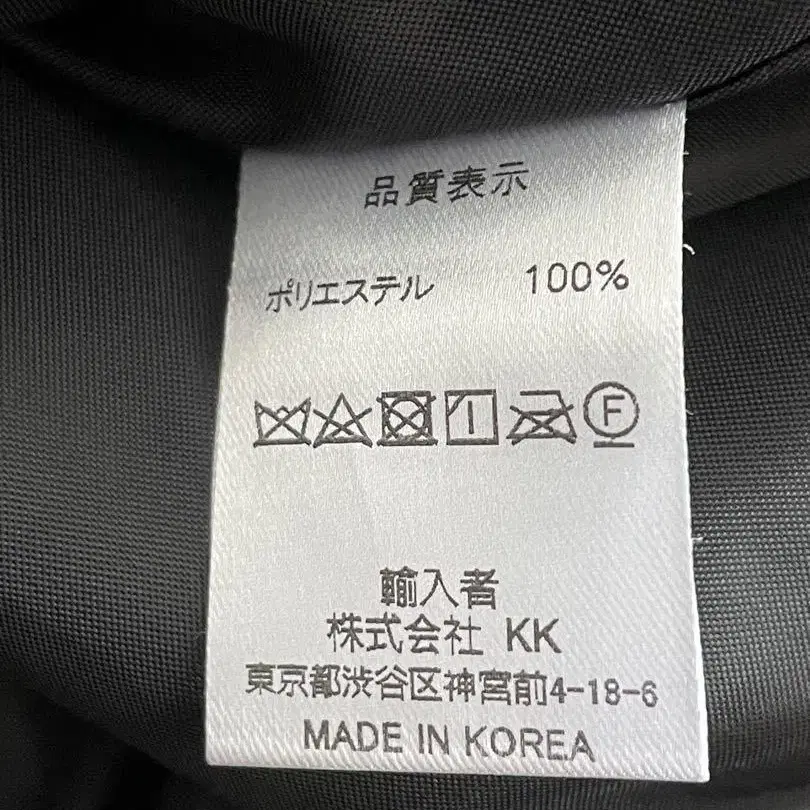 品質表示
ポリエステル 100%
F
輸入者
株式会社 KK
東京都渋谷区神宮前4-18-6
MADE IN KOREA